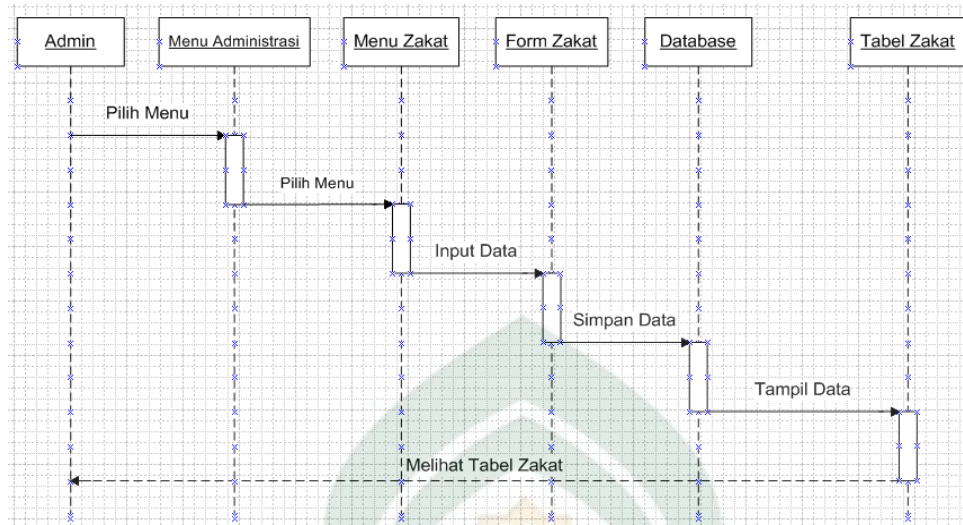 Admin
Menu Administrasi
Menu Zakat
Form Zakat
Database
Tabel Zakat
Pilih Menu
Pilih Menu
Input Data
Simpan Data
Tampil Data
Melihat Tabel Zakat